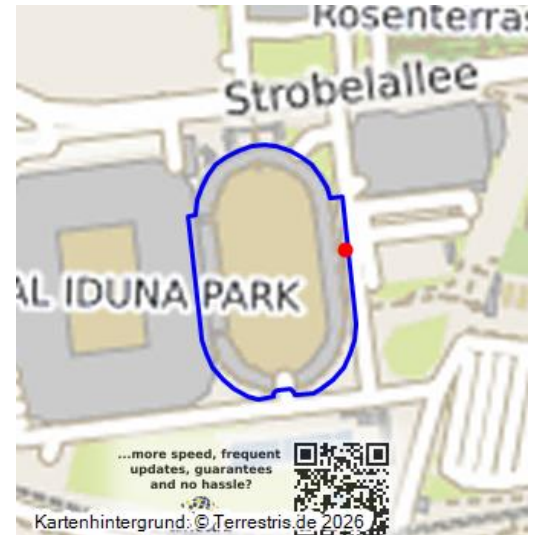 Rosenterras
Strobelallee
AL IDUNA PARK
...more speed, frequent
updates, guarantees
and no hassle?
Kartenhintergrund: © Terrestris.de 2026